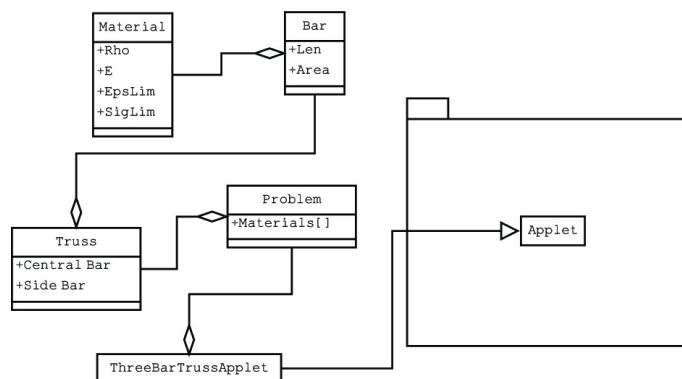 Material
+Rho
+E
+EpsLim
+SigLim
Bar
+Len
+Area
Problem
+Materials[]
Truss
+Central Bar
+Side Bar
Applet
ThreeBarTrussApplet